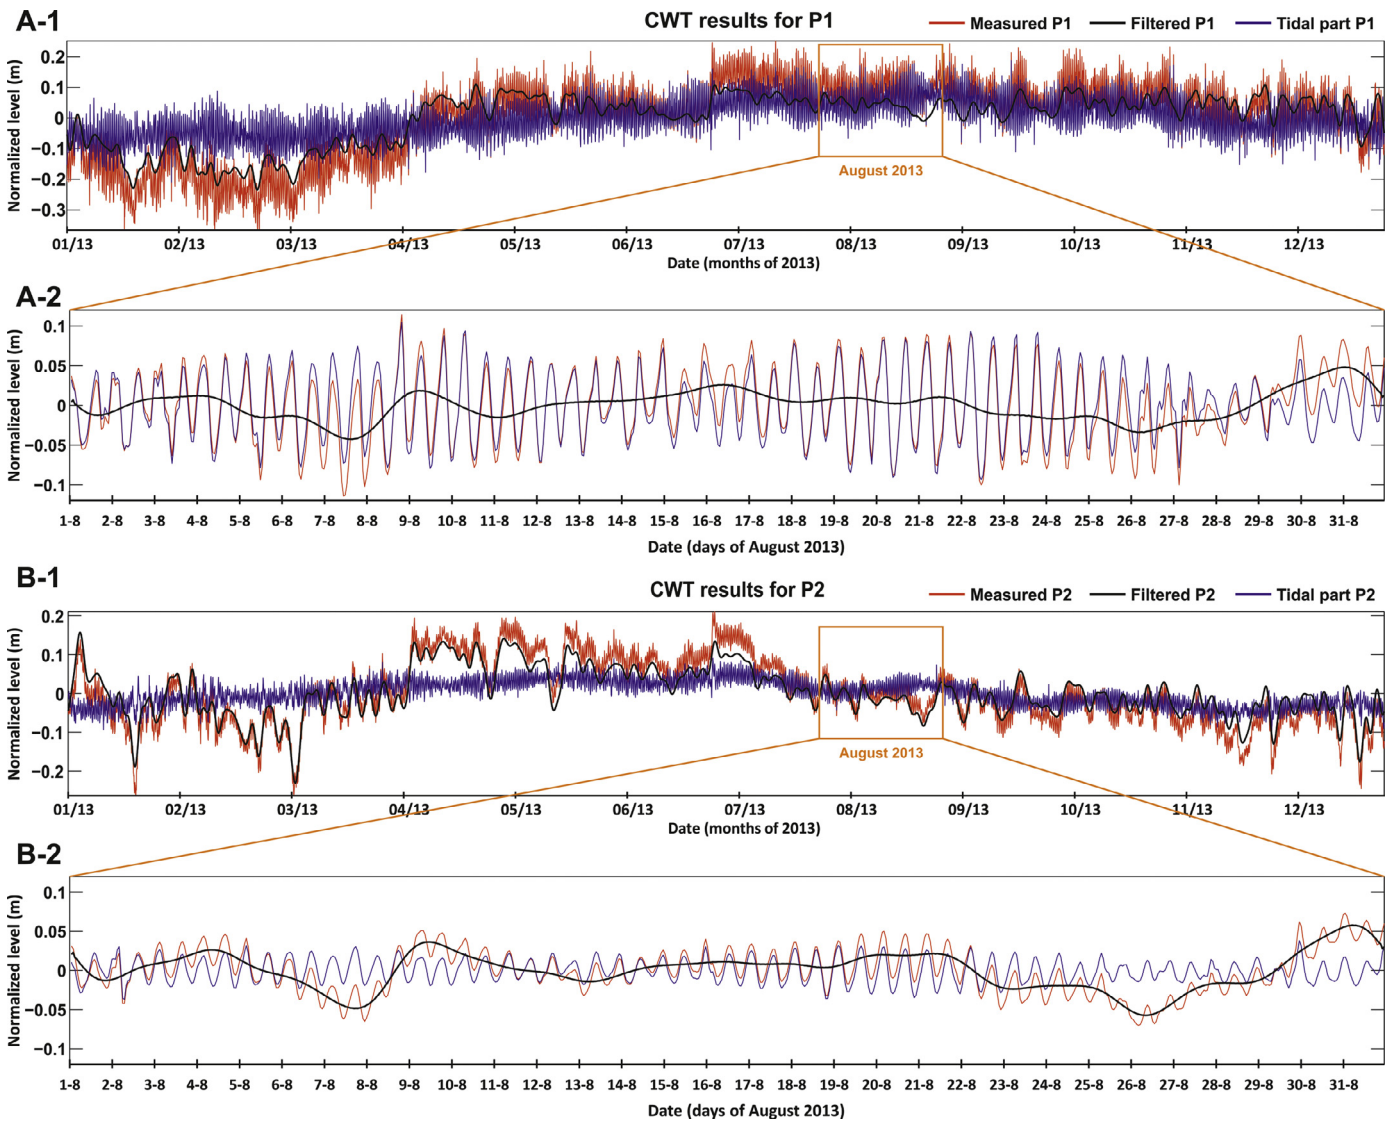 A-1
CWT results for P1
Measured P1 Filtered P1 Tidal part P1
Normalized level (m)
0.2
0.1
0
−0.1
−0.2
−0.3
August 2013
01/13 02/13 03/13 04/13 05/13 06/13 07/13 08/13 09/13 10/13 11/13 12/13
Date (months of 2013)
A-2
Normalized level (m)
0.1
0.05
0
−0.05
−0.1
1-8 2-8 3-8 4-8 5-8 6-8 7-8 8-8 9-8 10-8 11-8 12-8 13-8 14-8 15-8 16-8 17-8 18-8 19-8 20-8 21-8 22-8 23-8 24-8 25-8 26-8 27-8 28-8 29-8 30-8 31-8
Date (days of August 2013)
B-1
CWT results for P2
Measured P2 Filtered P2 Tidal part P2
Normalized level (m)
0.2
0.1
0
−0.1
−0.2
August 2013
01/13 02/13 03/13 04/13 05/13 06/13 07/13 08/13 09/13 10/13 11/13 12/13
Date (months of 2013)
B-2
Normalized level (m)
0.1
0.05
0
−0.05
−0.1
1-8 2-8 3-8 4-8 5-8 6-8 7-8 8-8 9-8 10-8 11-8 12-8 13-8 14-8 15-8 16-8 17-8 18-8 19-8 20-8 21-8 22-8 23-8 24-8 25-8 26-8 27-8 28-8 29-8 30-8 31-8
Date (days of August 2013)